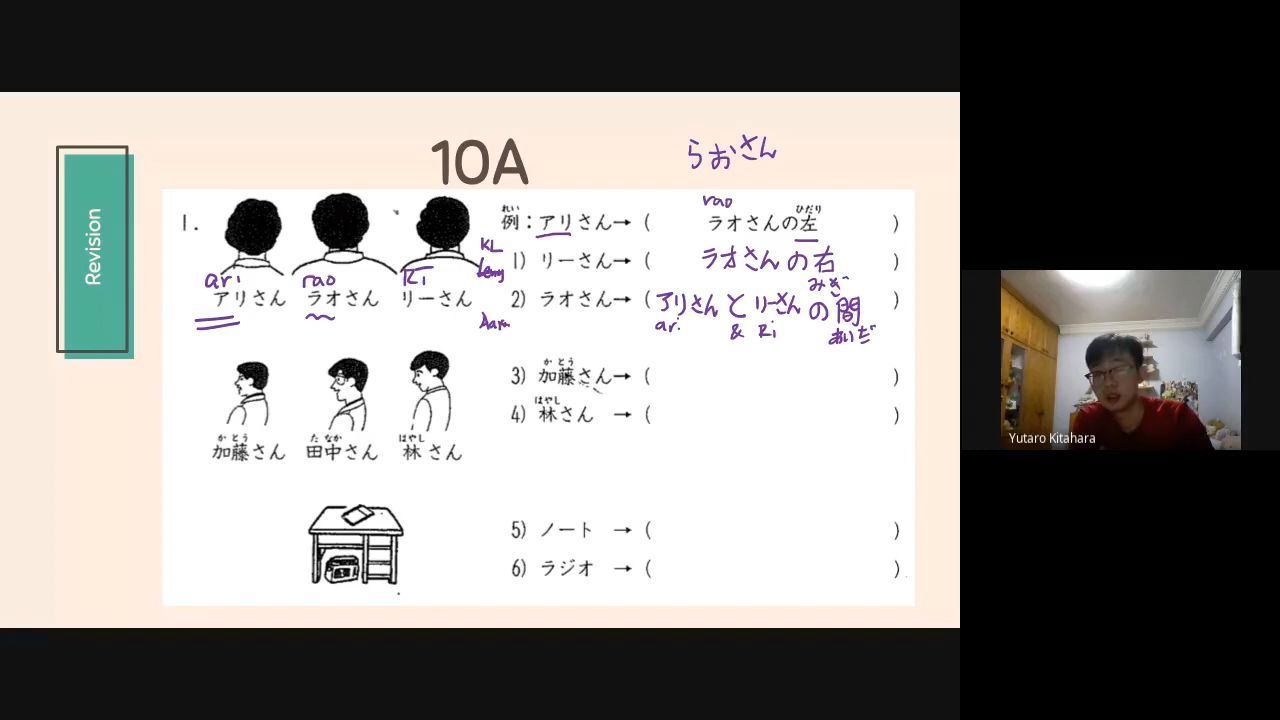 10A
らおさん
Revision
rao
ひだり
1.
れい
例：アリさん→（ ラオさんの左 ）
KL
1) リーさん→（ ラオさんの右 ）
みぎ
ari rao Ri
アリさん ラオさん リーさん
2) ラオさん→（ アリさんとリーさんの間 ）
ari & Ri あいだ
かとう
3) 加藤さん→（ ）
はやし
4) 林さん →（ ）
かとう たなか はやし
加藤さん 田中さん 林さん
5) ノート →（ ）
6) ラジオ →（ ）
Yutaro Kitahara